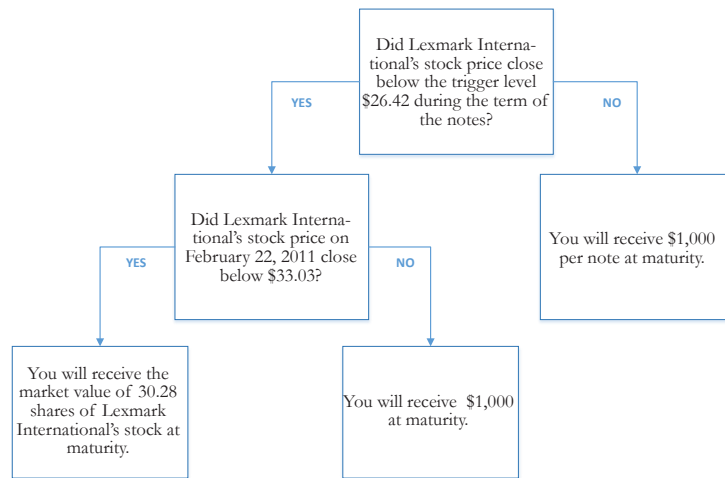 Did Lexmark Interna-
tional's stock price close
below the trigger level
$26.42 during the term of
the notes?
YES
NO
Did Lexmark Interna-
tional's stock price on
February 22, 2011 close
below $33.03?
You will receive $1,000
per note at maturity.
YES
NO
You will receive the
market value of 30.28
shares of Lexmark
International's stock at
maturity.
You will receive $1,000
at maturity.